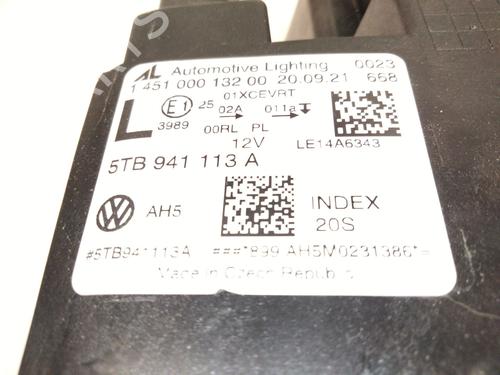 AL Automotive Lighting 0023
1 451 000 132 00 20.09.21 668
01XCEVRT
L E1 25 02A 011a
3989 00RL PL
12V LE14A6343
5TB 941 113 A
AH5 INDEX
20S
#5TB941113A ===*899 AH5M0231386*=
Made in Czech Republic